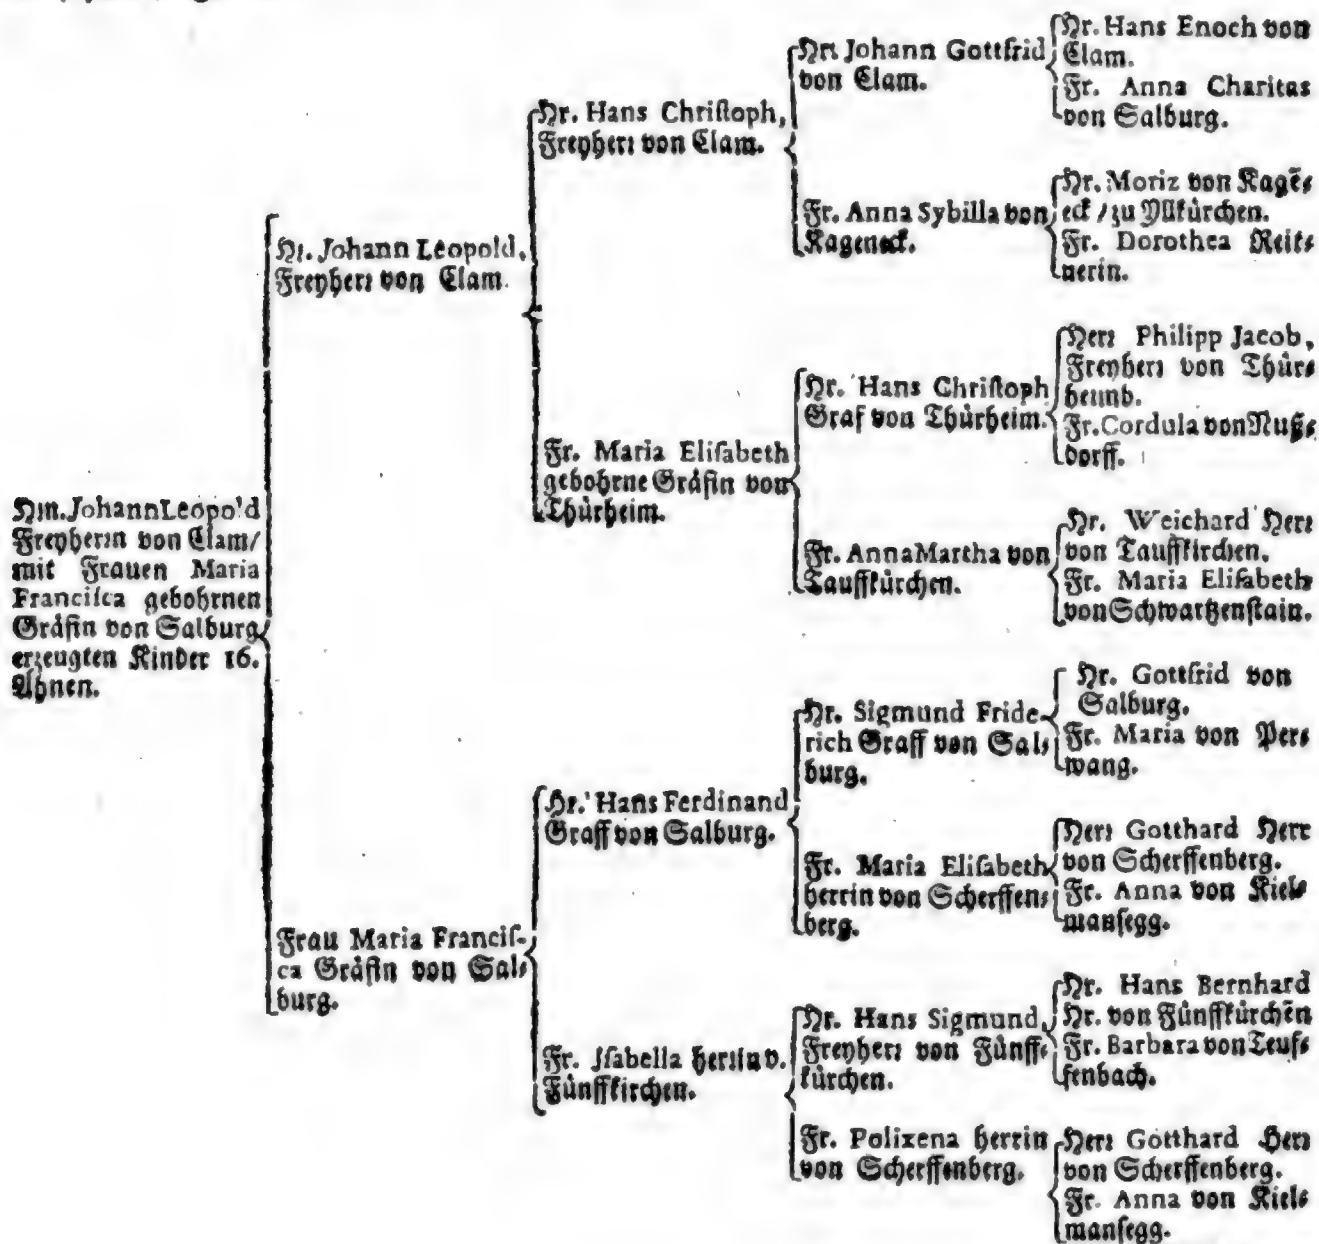 Hrn. Johann Leopold
Freyherrn von Clam/
mit Frauen Maria
Francisca gebohrnen
Gräfin von Salburg
erzeugten Kinder 16.
Ahnen.
Hr. Johann Leopold,
Freyherr von Clam.
Frau Maria Francis-
ca Gräfin von Sal-
burg.
Hr. Hans Christoph,
Freyherr von Clam.
Fr. Maria Elisabeth
gebohrne Gräfin von
Thürheim.
Hr. Hans Ferdinand
Graff von Salburg.
Fr. Isabella Herrin v.
Fünffkirchen.
Hr. Johann Gottfrid
von Clam.
Fr. Anna Sybilla von
Kageneck.
Hr. Hans Christoph
Graf von Thürheim.
Fr. Anna Martha von
Tauffkürchen.
Hr. Sigmund Fride-
rich Graff von Sal-
burg.
Fr. Maria Elisabeth
Herrin von Scherffen-
berg.
Hr. Hans Sigmund,
Freyherr von Fünff-
kürchen.
Fr. Polixena Herrin
von Scherffenberg.
Hr. Hans Enoch von
Clam.
Fr. Anna Charitas
von Salburg.
Hr. Moriz von Kagē-
eck / zu
Fr. Dorothea Reit-
nerin.
Herr Philipp Jacob,
Freyherr von Thür-
heimb.
Fr. Cordula von Nuß-
dorff.
Hr. Weichard Herr
von Tauffkirchen.
Fr. Maria Elisabeth
von Schwartzenstain.
Hr. Gottfrid von
Salburg.
Fr. Maria von Per-
wang.
Herr Gotthard Herr
von Scherffenberg.
Fr. Anna von Kiel-
mansegg.
Hr. Hans Bernhard
Hr. von Fünffkürchēn
Fr. Barbara von Teuf-
fenbach.
Herr Gotthard Herr
von Scherffenberg.
Fr. Anna von Kiel-
mansegg.